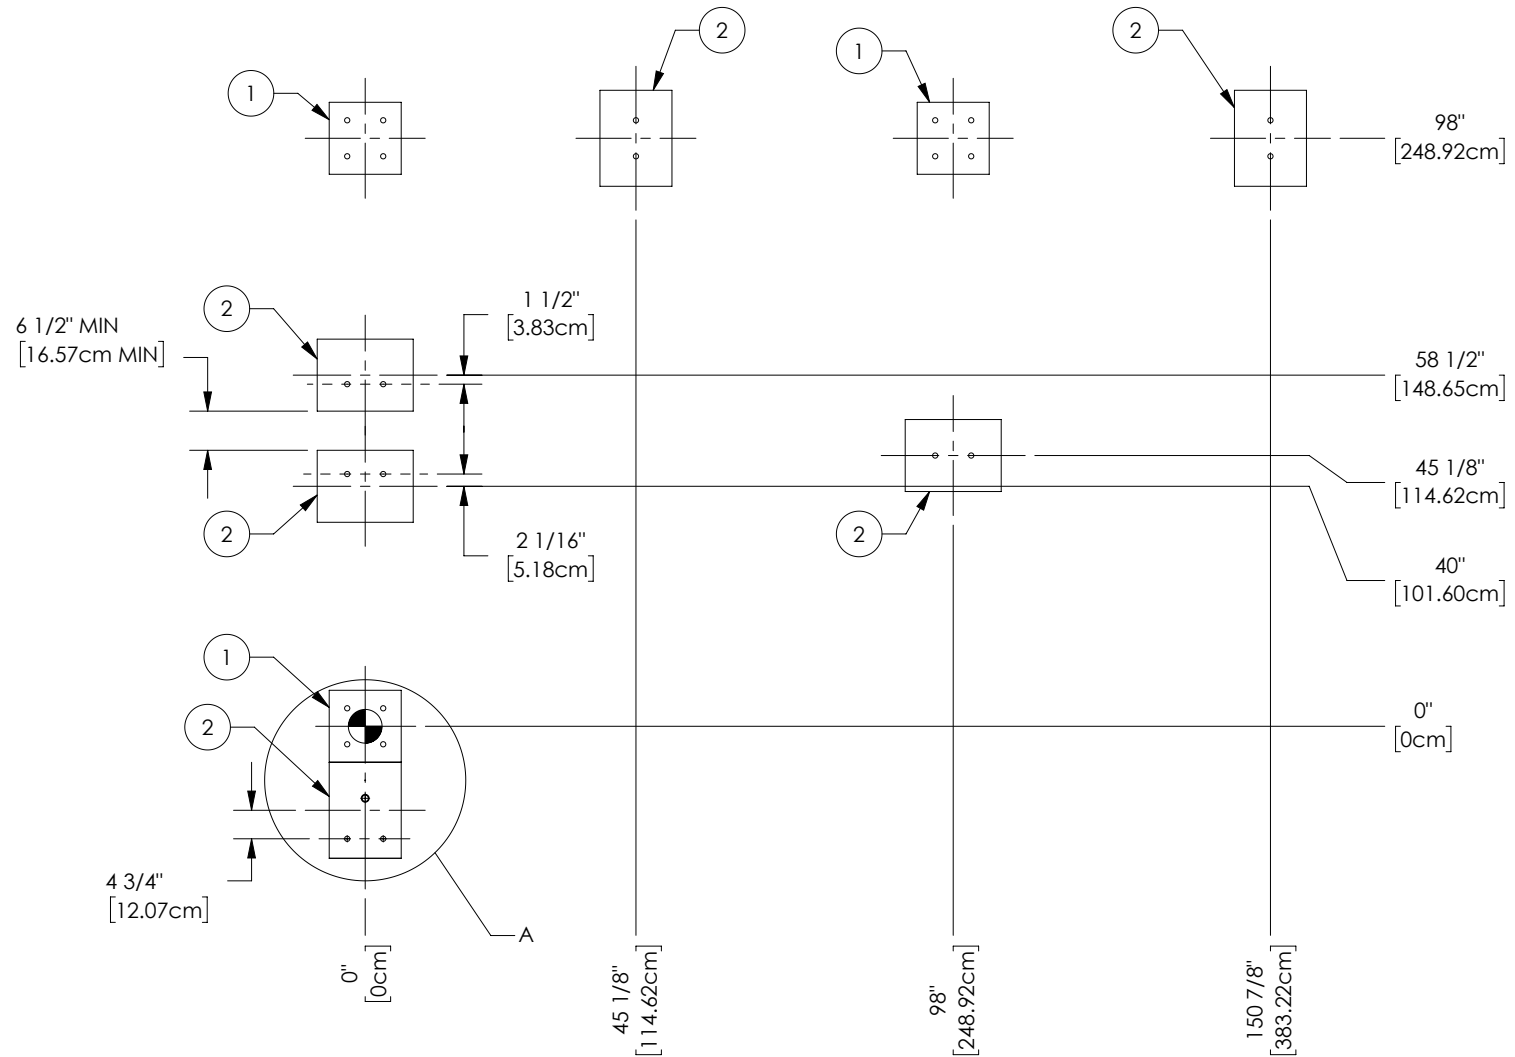 2
2
1
1
98"
[248.92cm]
1 1/2"
[3.83cm]
2
6 1/2" MIN
[16.57cm MIN]
58 1/2"
[148.65cm]
45 1/8"
[114.62cm]
2
2
2 1/16"
[5.18cm]
40"
[101.60cm]
1
2
0"
[0cm]
4 3/4"
[12.07cm]
A
0"
[0cm]
45 1/8"
[114.62cm]
98"
[248.92cm]
150 7/8"
[383.22cm]